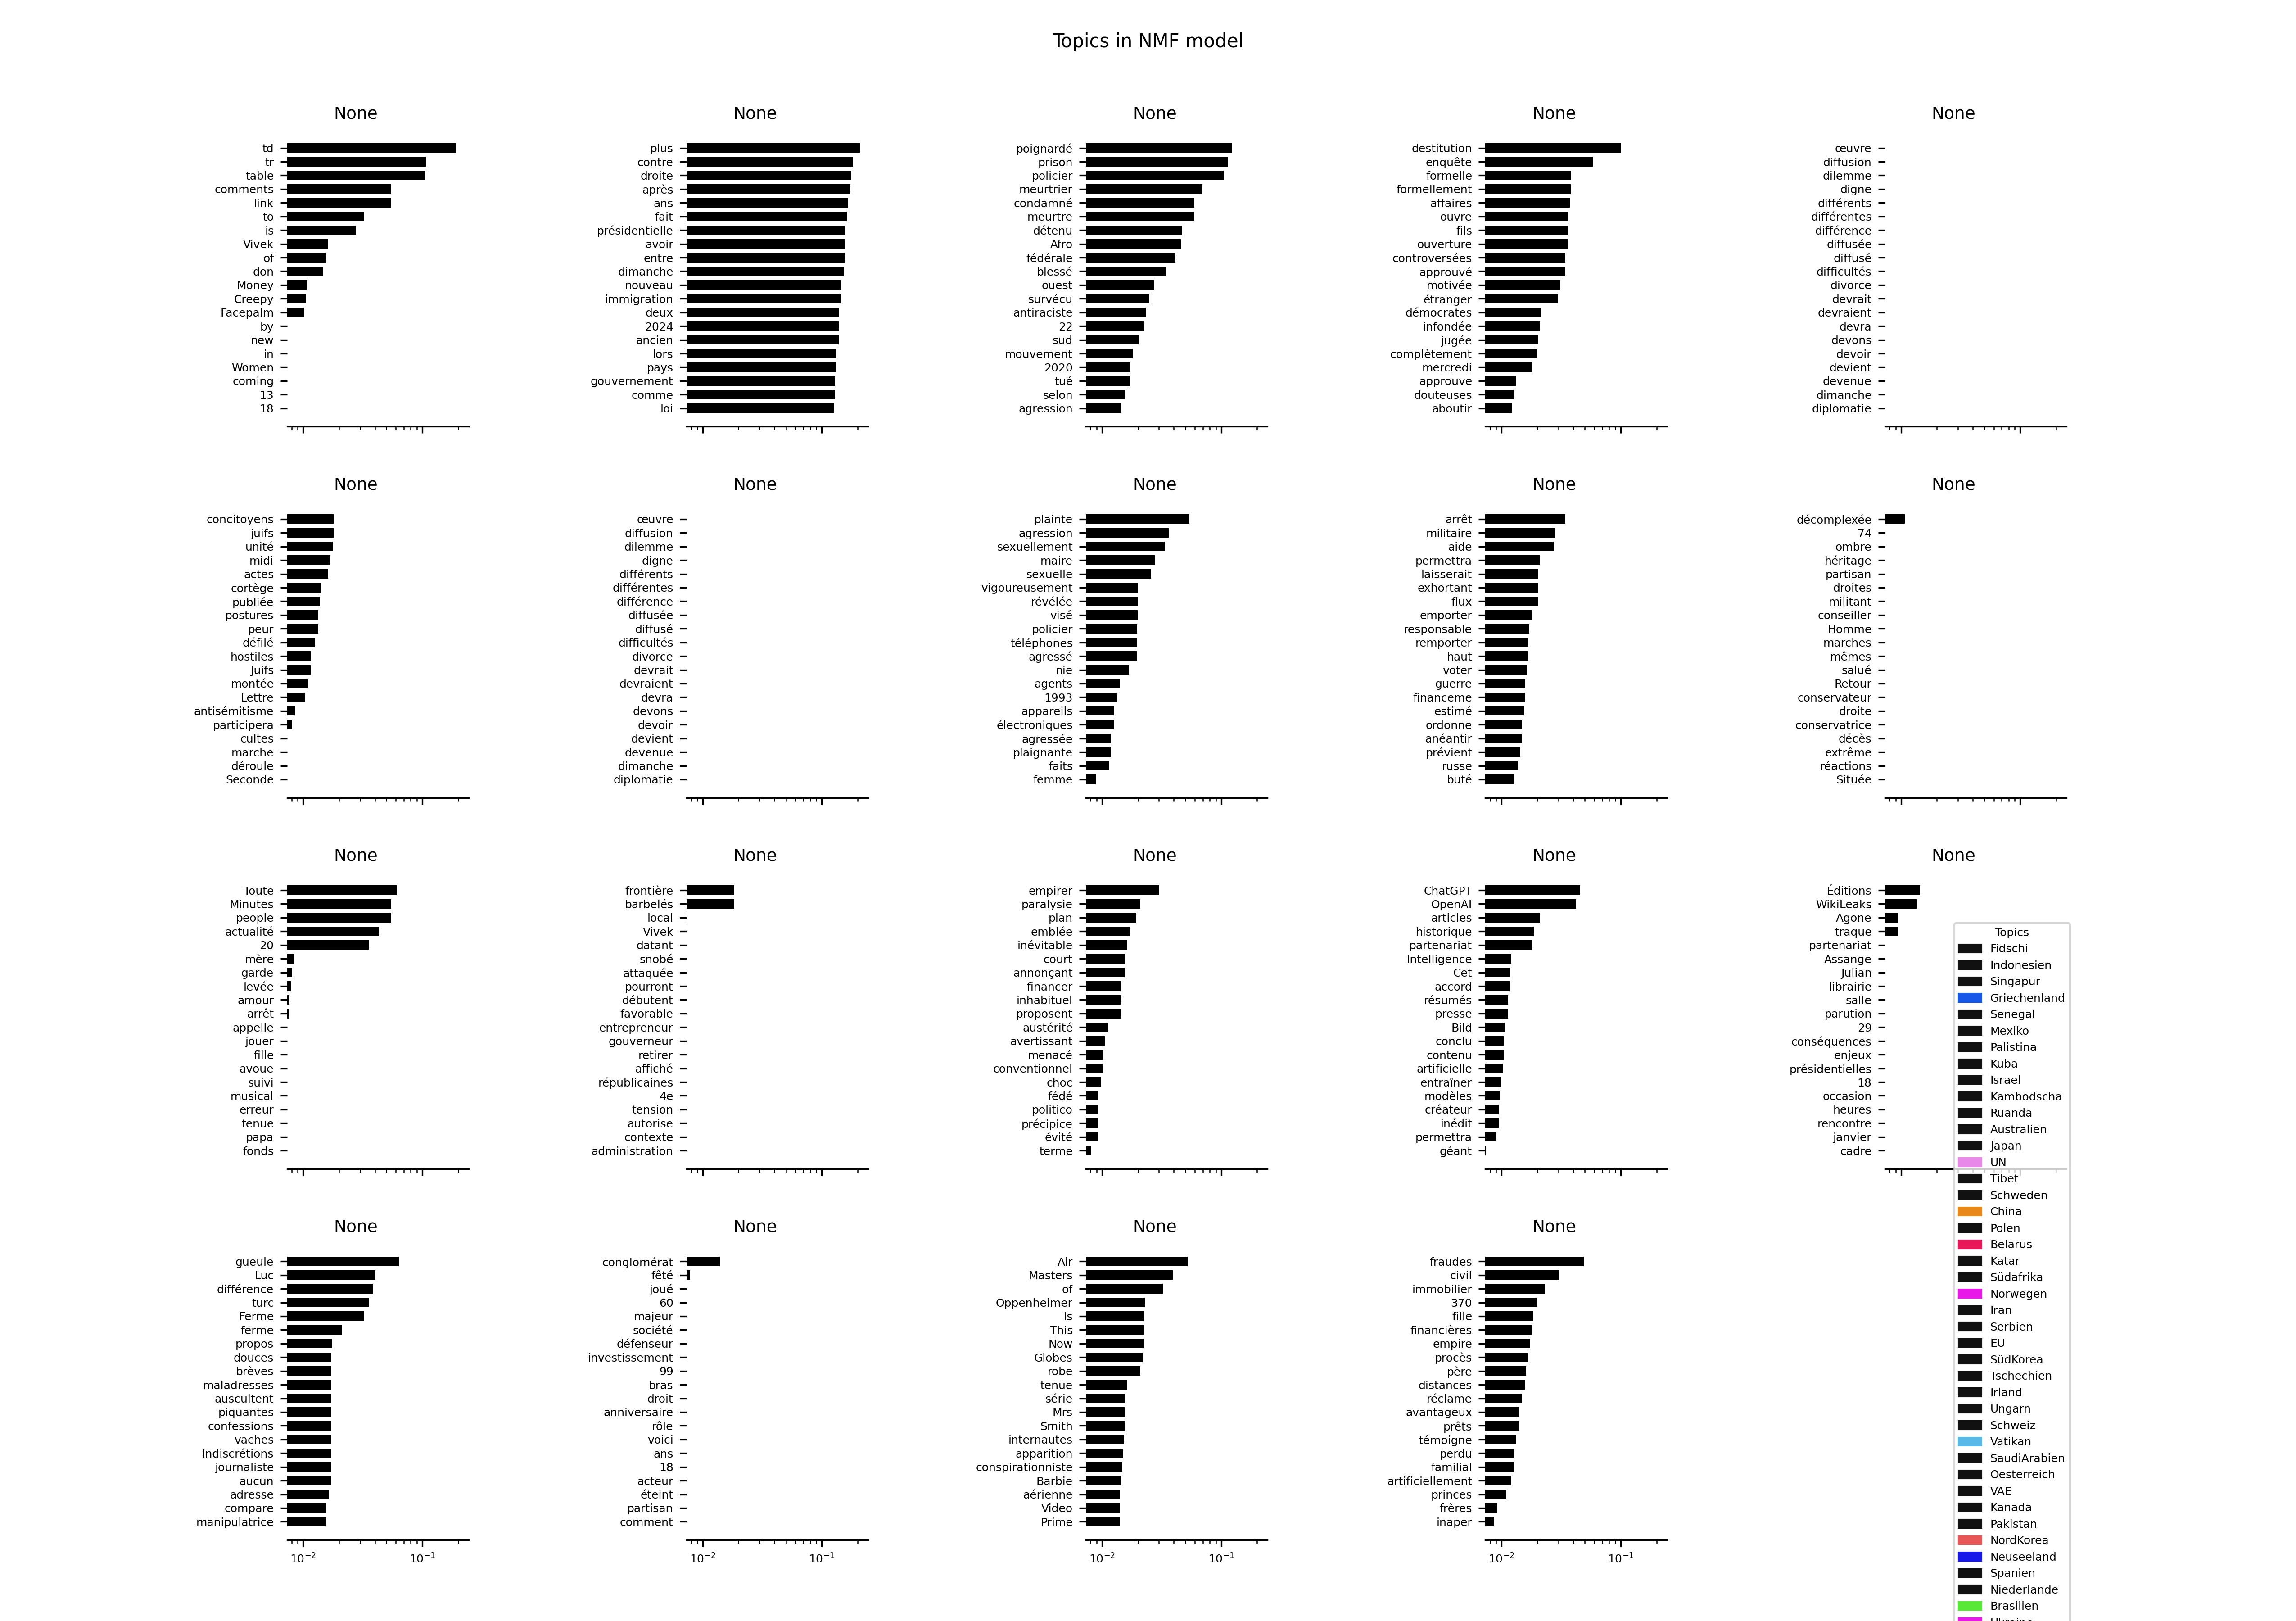 Topics in NMF model
None
td
tr
table
comments
link
to
is
Vivek
of
don
Money
Creepy
Facepalm
by
new
in
Women
coming
13
18
None
plus
contre
droite
après
ans
fait
présidentielle
avoir
entre
dimanche
nouveau
immigration
deux
2024
ancien
lors
pays
gouvernement
comme
loi
None
poignardé
prison
policier
meurtrier
condamné
meurtre
détenu
Afro
fédérale
blessé
ouest
survécu
antiraciste
22
sud
mouvement
2020
tué
selon
agression
None
destitution
enquête
formelle
formellement
affaires
ouvre
fils
ouverture
controversées
approuvé
motivée
étranger
démocrates
infondée
jugée
complètement
mercredi
approuve
douteuses
aboutir
None
œuvre
diffusion
dilemme
digne
différents
différentes
différence
diffusée
diffusé
difficultés
divorce
devrait
devraient
devra
devons
devoir
devient
devenue
dimanche
diplomatie
None
concitoyens
juifs
unité
midi
actes
cortège
publiée
postures
peur
défilé
hostiles
Juifs
montée
Lettre
antisémitisme
participera
cultes
marche
déroule
Seconde
None
œuvre
diffusion
dilemme
digne
différents
différentes
différence
diffusée
diffusé
difficultés
divorce
devrait
devraient
devra
devons
devoir
devient
devenue
dimanche
diplomatie
None
plainte
agression
sexuellement
maire
sexuelle
vigoureusement
révélée
visé
policier
téléphones
agressé
nie
agents
1993
appareils
électroniques
agressée
plaignante
faits
femme
None
arrêt
militaire
aide
permettra
laisserait
exhortant
flux
emporter
responsable
remporter
haut
voter
guerre
financeme
estimé
ordonne
anéantir
prévient
russe
buté
None
décomplexée
74
ombre
héritage
partisan
droites
militant
conseiller
Homme
marches
mêmes
salué
Retour
conservateur
droite
conservatrice
décès
extrême
réactions
Située
None
Toute
Minutes
people
actualité
20
mère
garde
levée
amour
arrêt
appelle
jouer
fille
avoue
suivi
musical
erreur
tenue
papa
fonds
None
frontière
barbelés
local
Vivek
datant
snobé
attaquée
pourront
débutent
favorable
entrepreneur
gouverneur
retirer
affiché
républicaines
4e
tension
autorise
contexte
administration
None
empirer
paralysie
plan
emblée
inévitable
court
annonçant
financer
inhabituel
proposent
austérité
avertissant
menacé
conventionnel
choc
fédé
politico
précipice
évité
terme
None
ChatGPT
OpenAI
articles
historique
partenariat
Intelligence
Cet
accord
résumés
presse
Bild
conclu
contenu
artificielle
entraîner
modèles
créateur
inédit
permettra
géant
None
Éditions
WikiLeaks
Agone
traque
partenariat
Assange
Julian
librairie
salle
parution
29
conséquences
enjeux
présidentielles
18
occasion
heures
rencontre
janvier
cadre
None
gueule
Luc
différence
turc
Ferme
ferme
propos
douces
brèves
maladresses
auscultent
piquantes
confessions
vaches
Indiscrétions
journaliste
aucun
adresse
compare
manipulatrice
10⁻²
10⁻¹
None
conglomérat
fêté
joué
60
majeur
société
défenseur
investissement
99
bras
droit
anniversaire
rôle
voici
ans
18
acteur
éteint
partisan
comment
10⁻²
10⁻¹
None
Air
Masters
of
Oppenheimer
Is
This
Now
Globes
robe
tenue
série
Mrs
Smith
internautes
apparition
conspirationniste
Barbie
aérienne
Video
Prime
10⁻²
10⁻¹
None
fraudes
civil
immobilier
370
fille
financières
empire
procès
père
distances
réclame
avantageux
prêts
témoigne
perdu
familial
artificiellement
princes
frères
inaper
10⁻²
10⁻¹
Topics
Fidschi
Indonesien
Singapur
Griechenland
Senegal
Mexiko
Palistina
Kuba
Israel
Kambodscha
Ruanda
Australien
Japan
UN
Tibet
Schweden
China
Polen
Belarus
Katar
Südafrika
Norwegen
Iran
Serbien
EU
SüdKorea
Tschechien
Irland
Ungarn
Schweiz
Vatikan
SaudiArabien
Oesterreich
VAE
Kanada
Pakistan
NordKorea
Neuseeland
Spanien
Niederlande
Brasilien